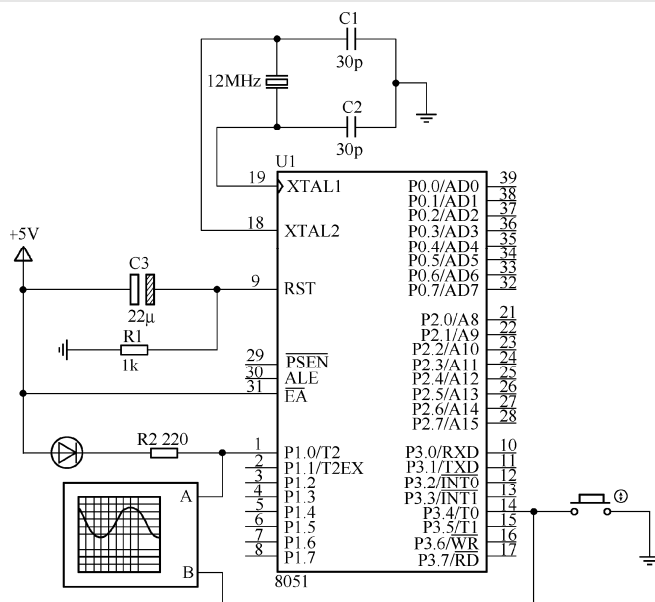 C1
30p
12MHz
C2
30p
U1
19 XTAL1
18 XTAL2
+5V
C3
22μ
9 RST
R1
1k
29 PSEN
30 ALE
31 EA
R2 220
1 P1.0/T2
2 P1.1/T2EX
3 P1.2
4 P1.3
5 P1.4
6 P1.5
7 P1.6
8 P1.7
A
B
8051
P0.0/AD0 39
P0.1/AD1 38
P0.2/AD2 37
P0.3/AD3 36
P0.4/AD4 35
P0.5/AD5 34
P0.6/AD6 33
P0.7/AD7 32
P2.0/A8 21
P2.1/A9 22
P2.2/A10 23
P2.3/A11 24
P2.4/A12 25
P2.5/A13 26
P2.6/A14 27
P2.7/A15 28
P3.0/RXD 10
P3.1/TXD 11
P3.2/INT0 12
P3.3/INT1 13
P3.4/T0 14
P3.5/T1 15
P3.6/WR 16
P3.7/RD 17